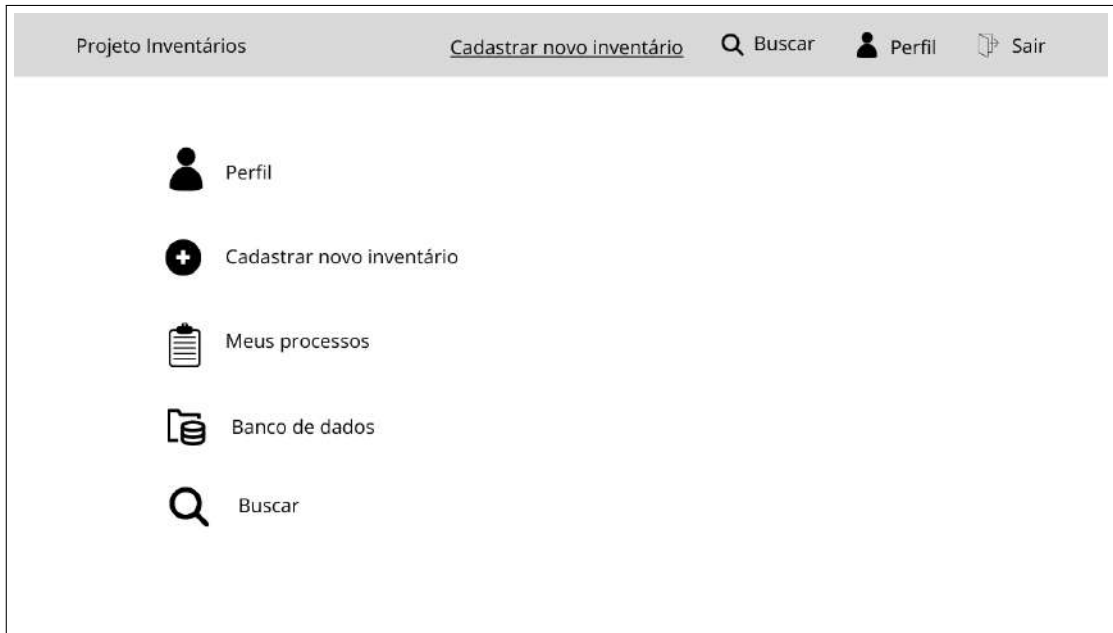 Projeto Inventários Cadastrar novo inventário Buscar Perfil Sair
Perfil
Cadastrar novo inventário
Meus processos
Banco de dados
Buscar